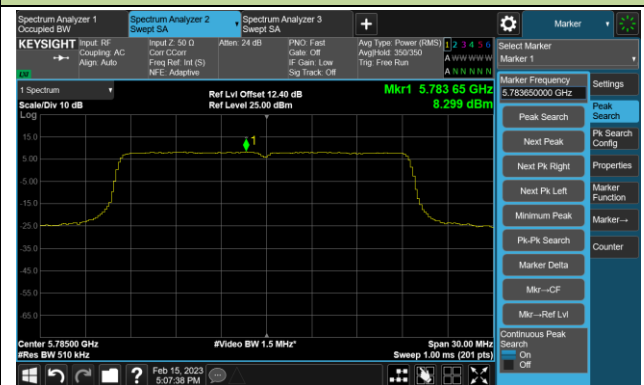 Spectrum Analyzer 1
Occupied BW
Spectrum Analyzer 2
Swept SA
Spectrum Analyzer 3
Swept SA
+
Marker
KEYSIGHT
Input: RF
Coupling: AC
Align: Auto
Input Z: 50 Ω
Corr CCorr
Freq Ref: Int (S)
NFE: Adaptive
Atten: 24 dB
PNO: Fast
Gate: Off
IF Gain: Low
Sig Track: Off
Avg Type: Power (RMS)
Avg|Hold: 350/350
Trig: Free Run
1 2 3 4 5 6
A W W W W W
A N N N N N
Select Marker
Marker 1
1 Spectrum
Scale/Div 10 dB
Log
Ref Lvl Offset 12.40 dB
Ref Level 25.00 dBm
Mkr1 5.783 65 GHz
8.299 dBm
1
15.0
5.00
-5.00
-15.0
-25.0
-35.0
-45.0
-55.0
-65.0
Center 5.78500 GHz
#Res BW 510 kHz
#Video BW 1.5 MHz*
Span 30.00 MHz
Sweep 1.00 ms (201 pts)
Marker Frequency
5.783650000 GHz
Peak Search
Next Peak
Next Pk Right
Next Pk Left
Minimum Peak
Pk-Pk Search
Marker Delta
Mkr→CF
Mkr→Ref Lvl
Continuous Peak
Search
On
Off
Settings
Peak
Search
Pk Search
Config
Properties
Marker
Function
Marker→
Counter
?
Feb 15, 2023
5:07:38 PM